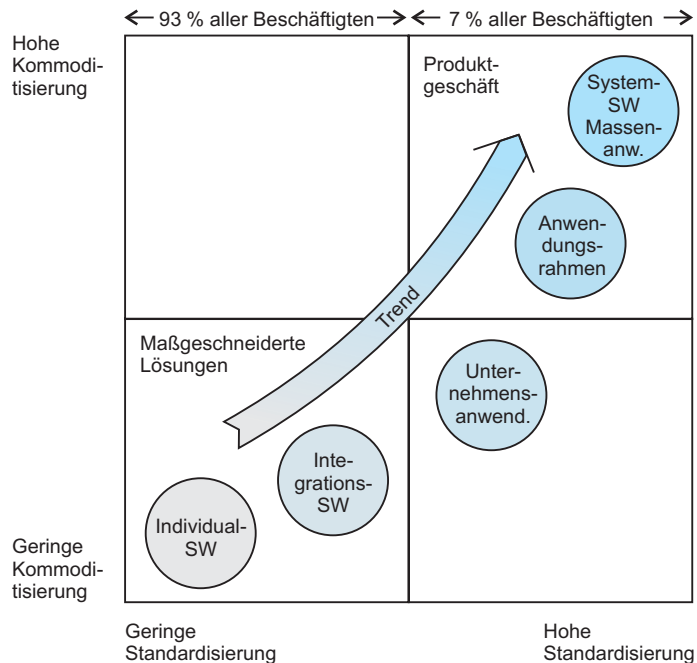 93 % aller Beschäftigten
7 % aller Beschäftigten
Hohe
Kommodi-
tisierung
Produkt-
geschäft
System-
SW
Massen-
anw.
Anwen-
dungs-
rahmen
Trend
Maßgeschneiderte
Lösungen
Unter-
nehmens-
anwend.
Inte-
grations-
SW
Individual-
SW
Geringe
Kommodi-
tisierung
Geringe
Standardisierung
Hohe
Standardisierung